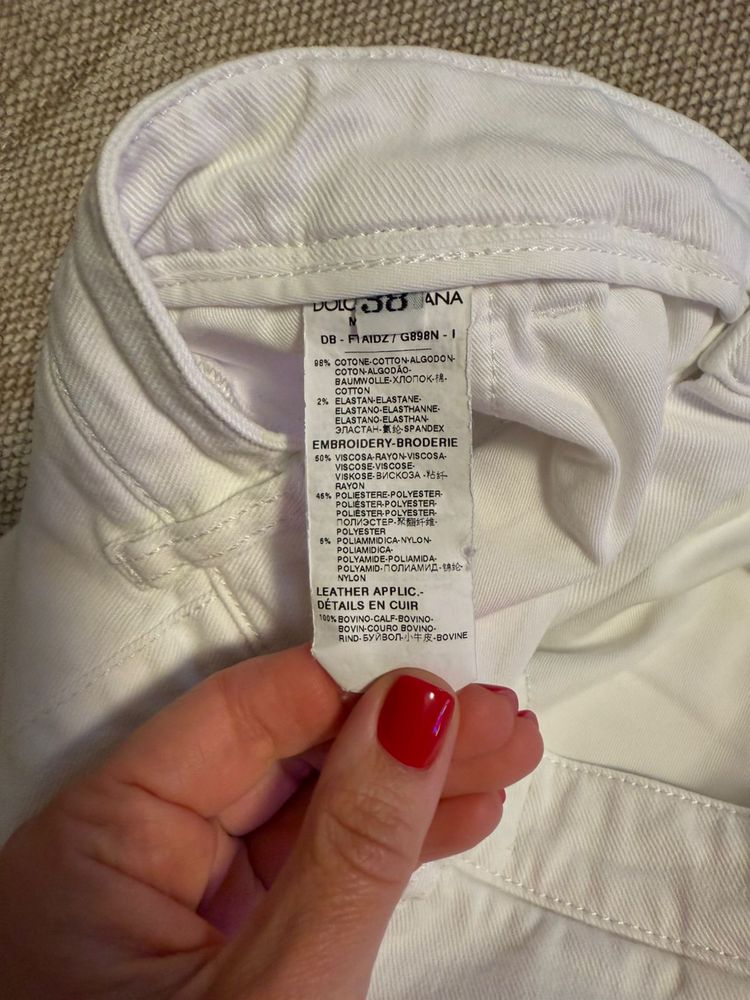 38
DOLC ANA
M
DB - F1AIDZ / G898N - I
98% COTONE-COTTON-ALGODON-
COTON-ALGODÃO-
BAUMWOLLE-ХЛОПОК-棉-
COTTON
2% ELASTAN-ELASTANE-
ELASTANO-ELASTHANNE-
ELASTANO-ELASTHAN-
ЭЛАСТАН-氨纶-SPANDEX
EMBROIDERY-BRODERIE
50% VISCOSA-RAYON-VISCOSA-
VISCOSE-VISCOSE-
VISKOSE-ВИСКОЗА-粘纤-
RAYON
46% POLIESTERE-POLYESTER-
POLIÉSTER-POLYESTER-
POLIÉSTER-POLYESTER-
ПОЛИЭСТЕР-聚酯纤维-
POLYESTER
5% POLIAMMIDICA-NYLON-
POLIAMIDICA-
POLYAMIDE-POLIAMIDA-
POLYAMID-ПОЛИАМИД-锦纶-
NYLON
LEATHER APPLIC.-
DÉTAILS EN CUIR
100% BOVINO-CALF-BOVINO-
BOVIN-COURO BOVINO-
RIND-БУЙВОЛ-小牛皮-BOVINE